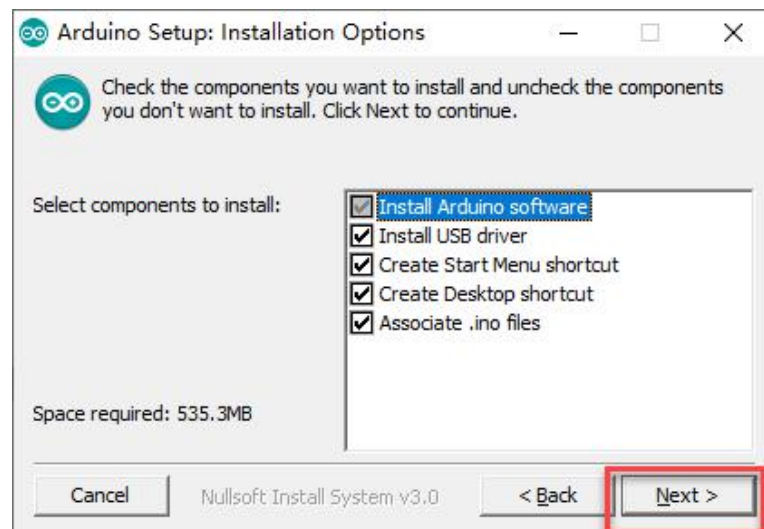 Arduino Setup: Installation Options
Check the components you want to install and uncheck the components
you don't want to install. Click Next to continue.
Select components to install:
Install Arduino software
Install USB driver
Create Start Menu shortcut
Create Desktop shortcut
Associate .ino files
Space required: 535.3MB
Cancel
Nullsoft Install System v3.0
< Back
Next >